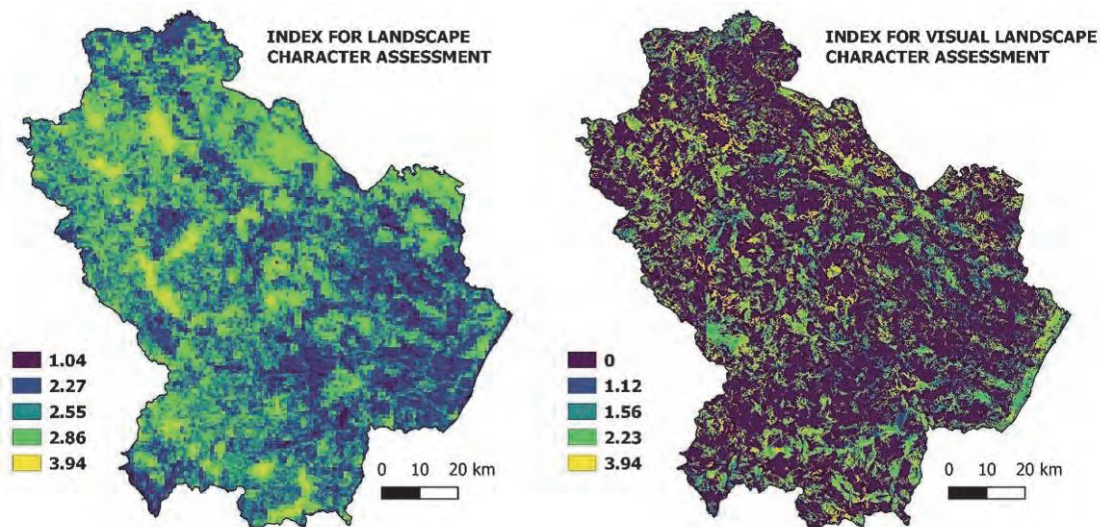 INDEX FOR LANDSCAPE
CHARACTER ASSESSMENT
1.04
2.27
2.55
2.86
3.94
0 10 20 km
INDEX FOR VISUAL LANDSCAPE
CHARACTER ASSESSMENT
0
1.12
1.56
2.23
3.94
0 10 20 km